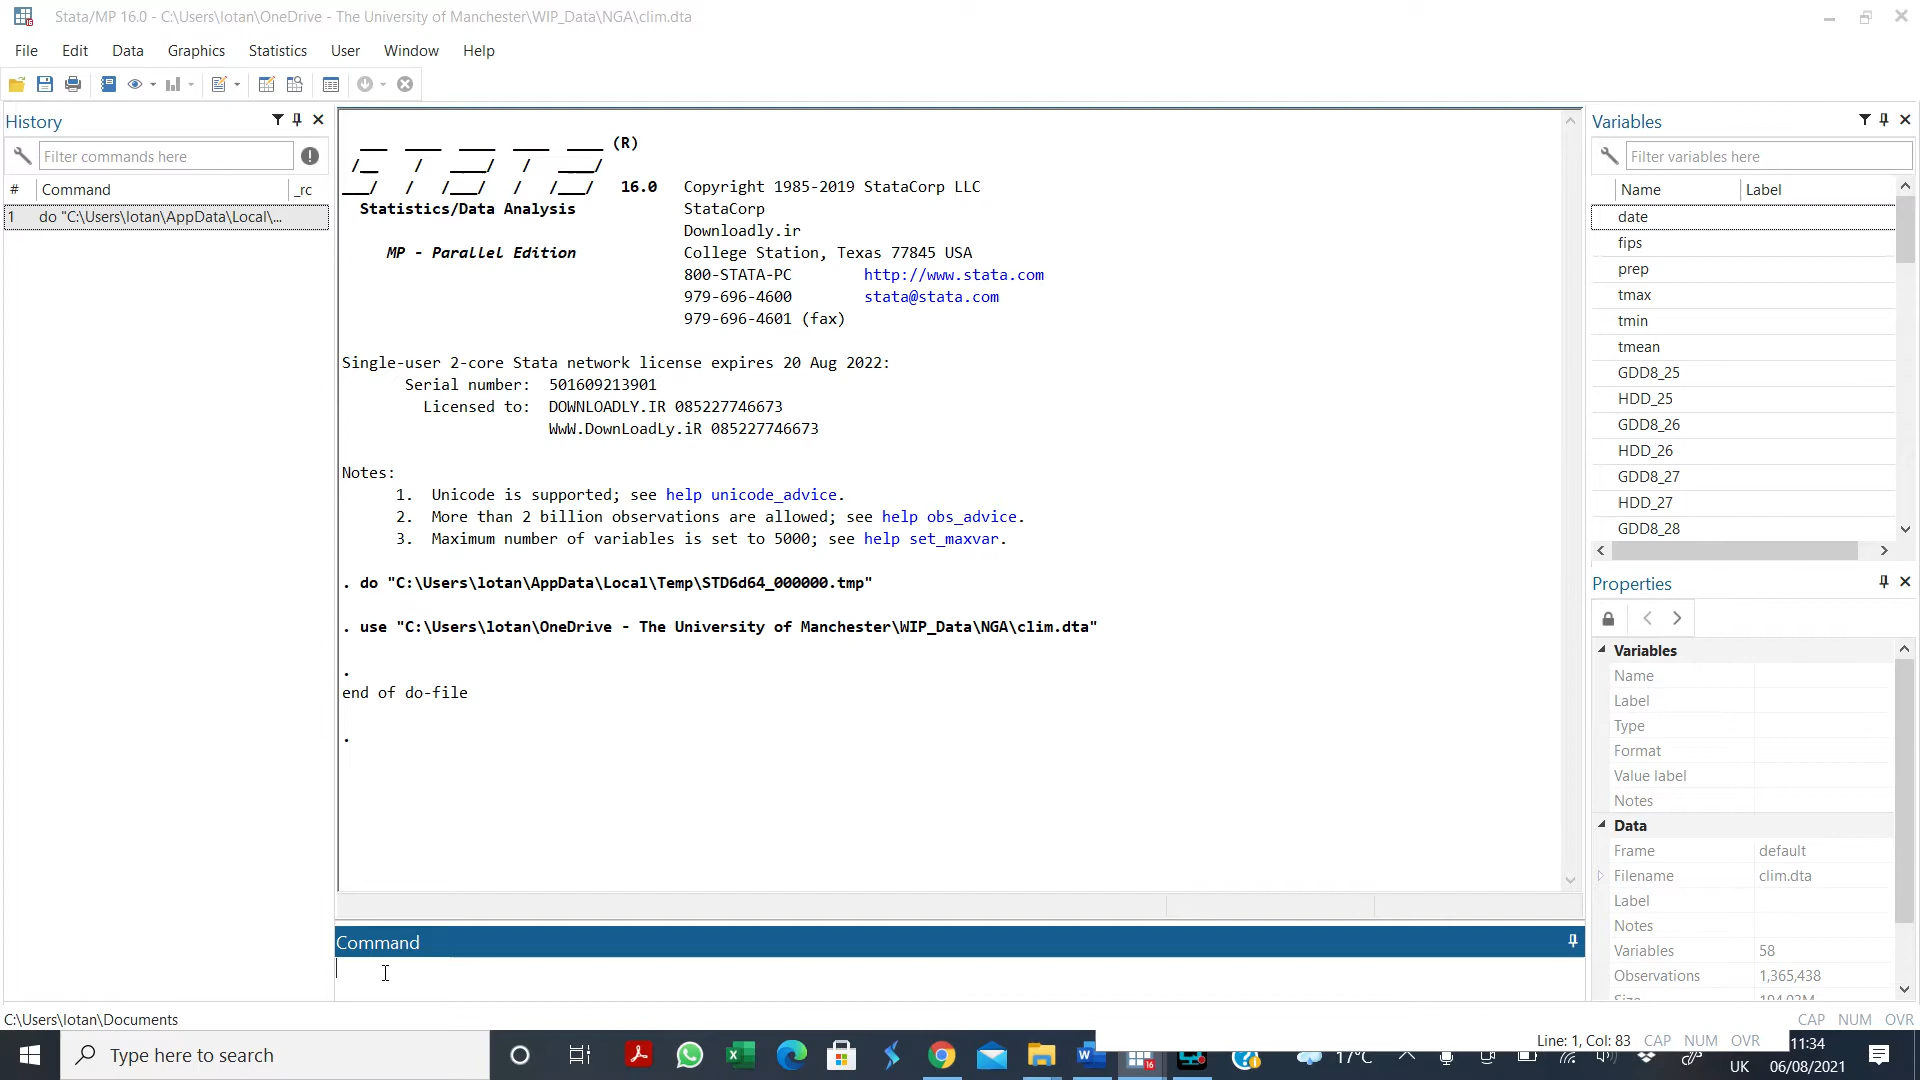 Stata/MP 16.0 - C:\Users\lotan\OneDrive - The University of Manchester\WIP_Data\NGA\clim.dta
File Edit Data Graphics Statistics User Window Help
History
Filter commands here
# Command _rc
1 do "C:\Users\lotan\AppData\Local\...
(R)
16.0 Copyright 1985-2019 StataCorp LLC
Statistics/Data Analysis StataCorp
Downloadly.ir
MP - Parallel Edition College Station, Texas 77845 USA
800-STATA-PC http://www.stata.com
979-696-4600 stata@stata.com
979-696-4601 (fax)
Single-user 2-core Stata network license expires 20 Aug 2022:
Serial number: 501609213901
Licensed to: DOWNLOADLY.IR 085227746673
WwW.DownLoadLy.iR 085227746673
Notes:
1. Unicode is supported; see help unicode_advice.
2. More than 2 billion observations are allowed; see help obs_advice.
3. Maximum number of variables is set to 5000; see help set_maxvar.
. do "C:\Users\lotan\AppData\Local\Temp\STD6d64_000000.tmp"
. use "C:\Users\lotan\OneDrive - The University of Manchester\WIP_Data\NGA\clim.dta"
.
end of do-file
.
Command
Variables
Filter variables here
Name Label
date
fips
prep
tmax
tmin
tmean
GDD8_25
HDD_25
GDD8_26
HDD_26
GDD8_27
HDD_27
GDD8_28
Properties
Variables
Name
Label
Type
Format
Value label
Notes
Data
Frame default
Filename clim.dta
Label
Notes
Variables 58
Observations 1,365,438
C:\Users\lotan\Documents
CAP NUM OVR
Line: 1, Col: 83 CAP NUM OVR
Type here to search
17°C
UK
11:34
06/08/2021